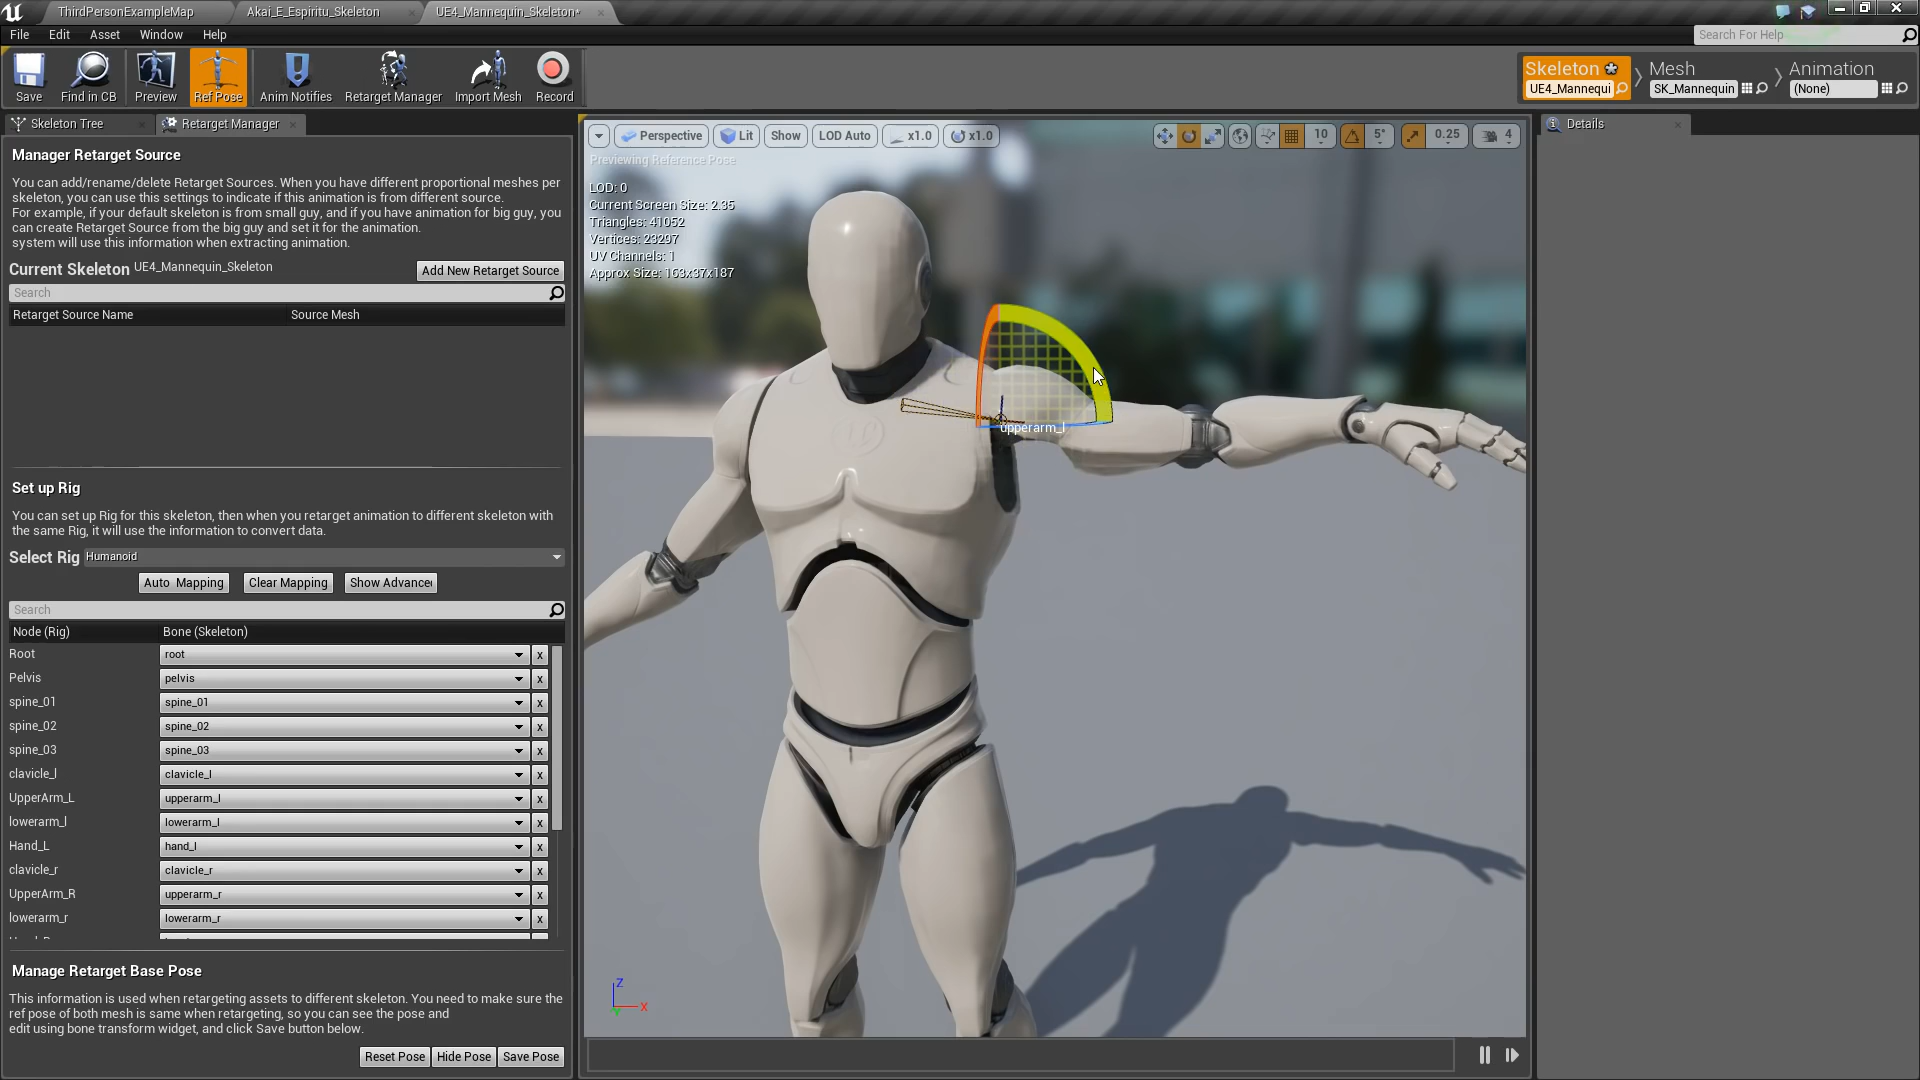 ThirdPersonExampleMap
Akai_E_Espiritu_Skeleton
UE4_Mannequin_Skeleton*
File Edit Asset Window Help
Search For Help
Save
Find in CB
Preview
Ref Pose
Anim Notifies
Retarget Manager
Import Mesh
Record
Skeleton
UE4_Mannequi
Mesh
SK_Mannequin
Animation
(None)
Skeleton Tree
Retarget Manager
Manager Retarget Source
You can add/rename/delete Retarget Sources. When you have different proportional meshes per
skeleton, you can use this settings to indicate if this animation is from different source.
For example, if your default skeleton is from small guy, and if you have animation for big guy, you
can create Retarget Source from the big guy and set it for the animation.
system will use this information when extracting animation.
Current Skeleton UE4_Mannequin_Skeleton
Add New Retarget Source
Search
Retarget Source Name Source Mesh
Set up Rig
You can set up Rig for this skeleton, then when you retarget animation to different skeleton with
the same Rig, it will use the information to convert data.
Select Rig Humanoid
Auto Mapping Clear Mapping Show Advanced
Search
Node (Rig) Bone (Skeleton)
Root root x
Pelvis pelvis x
spine_01 spine_01 x
spine_02 spine_02 x
spine_03 spine_03 x
clavicle_l clavicle_l x
UpperArm_L upperarm_l x
lowerarm_l lowerarm_l x
Hand_L hand_l x
clavicle_r clavicle_r x
UpperArm_R upperarm_r x
lowerarm_r lowerarm_r x
Manage Retarget Base Pose
This information is used when retargeting assets to different skeleton. You need to make sure the
ref pose of both mesh is same when retargeting, so you can see the pose and
edit using bone transform widget, and click Save button below.
Reset Pose Hide Pose Save Pose
Perspective Lit Show LOD Auto x1.0 x1.0
10 5° 0.25 4
Previewing Reference Pose
LOD: 0
Current Screen Size: 2.35
Triangles: 41052
Vertices: 23297
UV Channels: 1
Approx Size: 163x37x187
upperarm_l
Z
X
Y
Details